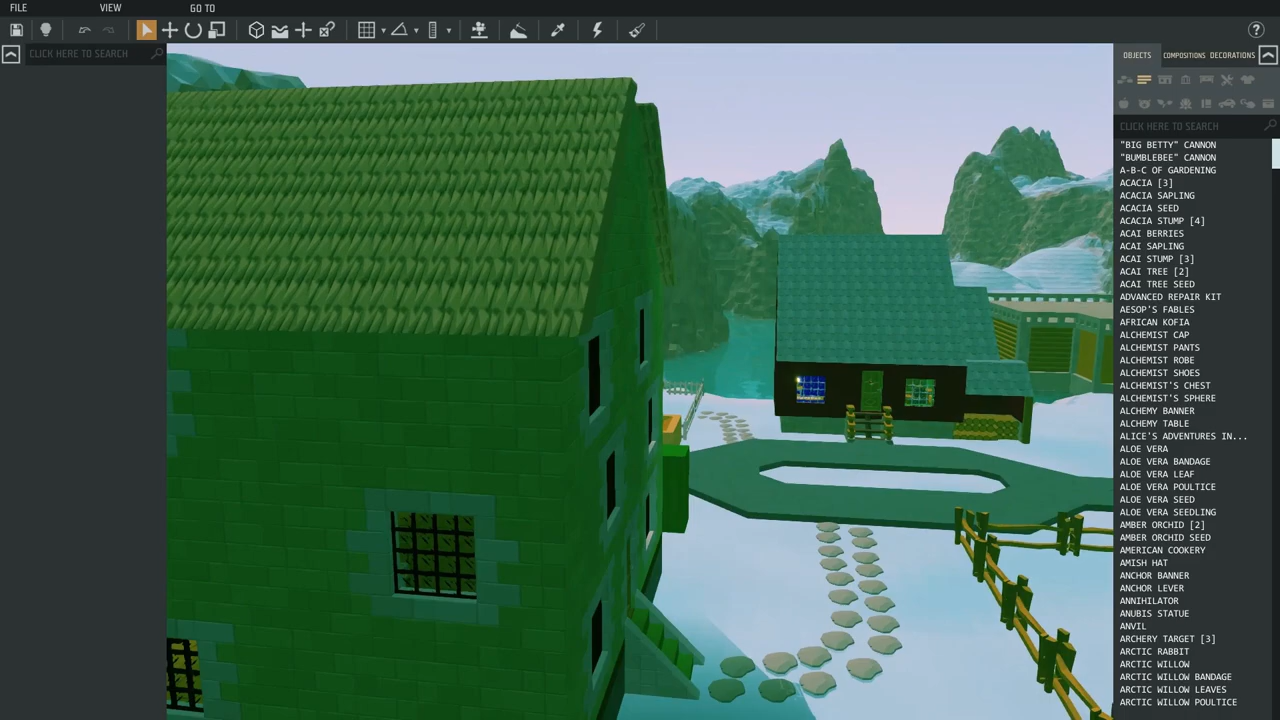 FILE VIEW GO TO
CLICK HERE TO SEARCH
OBJECTS COMPOSITIONS DECORATIONS
CLICK HERE TO SEARCH
"BIG BETTY" CANNON
"BUMBLEBEE" CANNON
A-B-C OF GARDENING
ACACIA [3]
ACACIA SAPLING
ACACIA SEED
ACACIA STUMP [4]
ACAI BERRIES
ACAI SAPLING
ACAI STUMP [3]
ACAI TREE [2]
ACAI TREE SEED
ADVANCED REPAIR KIT
AESOP'S FABLES
AFRICAN KOFIA
ALCHEMIST CAP
ALCHEMIST PANTS
ALCHEMIST ROBE
ALCHEMIST SHOES
ALCHEMIST'S CHEST
ALCHEMIST'S SPHERE
ALCHEMY BANNER
ALCHEMY TABLE
ALICE'S ADVENTURES IN...
ALOE VERA
ALOE VERA BANDAGE
ALOE VERA LEAF
ALOE VERA POULTICE
ALOE VERA SEED
ALOE VERA SEEDLING
AMBER ORCHID [2]
AMBER ORCHID SEED
AMERICAN COOKERY
AMISH HAT
ANCHOR BANNER
ANCHOR LEVER
ANNIHILATOR
ANUBIS STATUE
ANVIL
ARCHERY TARGET [3]
ARCTIC RABBIT
ARCTIC WILLOW
ARCTIC WILLOW BANDAGE
ARCTIC WILLOW LEAVES
ARCTIC WILLOW POULTICE